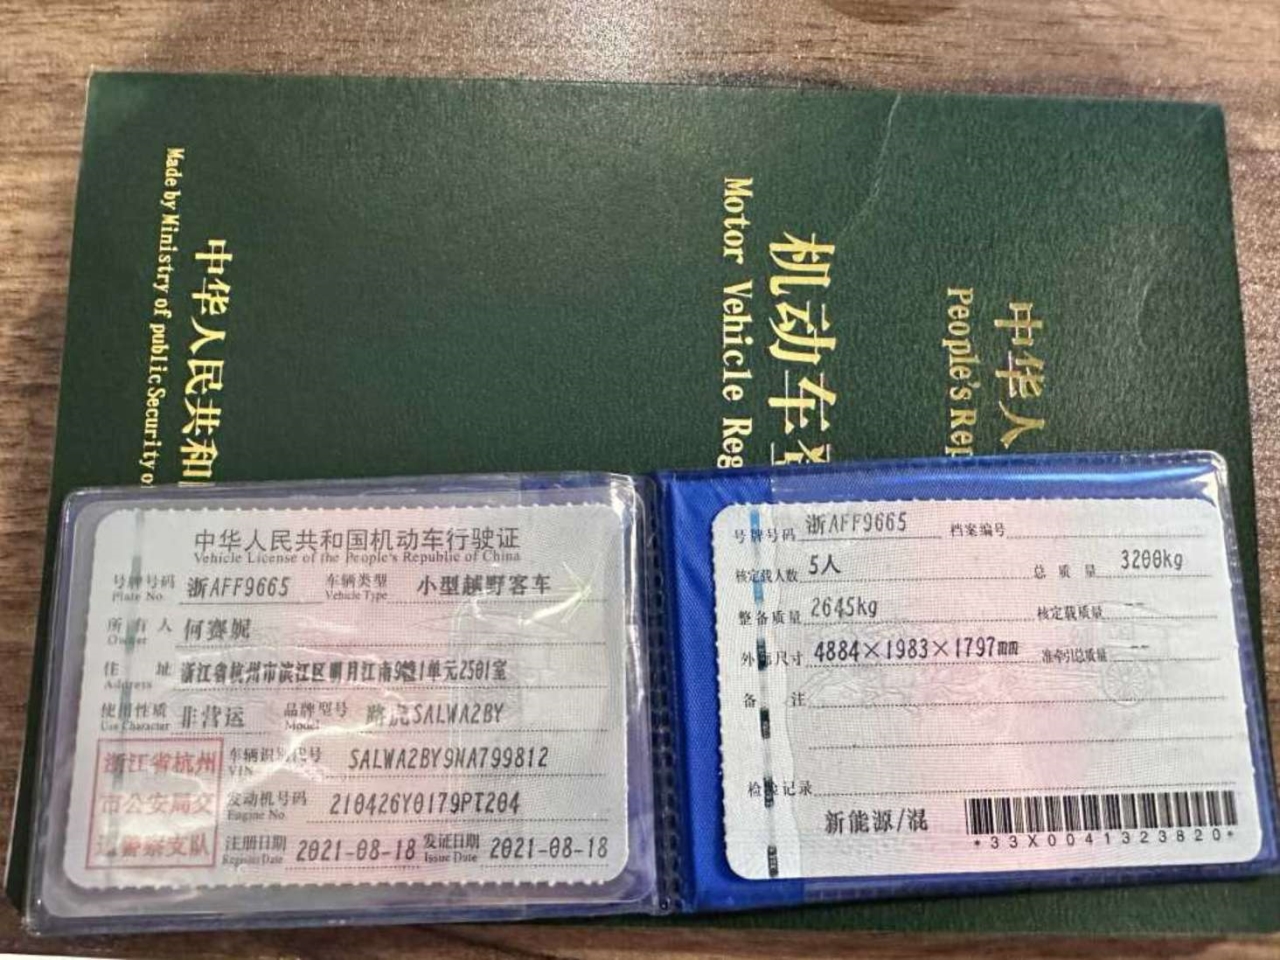 Made by Ministry of public Security o
中华人民共和
机动车登
Motor Vehicle Reg
中华人
People's Rep
中华人民共和国机动车行驶证
Vehicle License of the People's Republic of China
号牌号码 浙AFF9665 车辆类型 小型越野客车
Plate No. Vehicle Type
所有人 何赛妮
Owner
住址 浙江省杭州市滨江区明月江南9幢1单元2501室
Address
使用性质 非营运 品牌型号 路虎SALWA2BY
Use Character Model
浙江省杭州
市公安局交
通警察支队
车辆识别代号 SALWA2BY9NA799812
VIN
发动机号码 210426Y0179PT204
Engine No.
注册日期 2021-08-18 发证日期 2021-08-18
Register Date Issue Date
号牌号码 浙AFF9665 档案编号
核定载人数 5人 总质量 3200kg
整备质量 2645kg 核定载质量 --
外廓尺寸 4884×1983×1797mm 准牵引总质量 --
备注
检验记录
新能源/混
*33X0041323820*